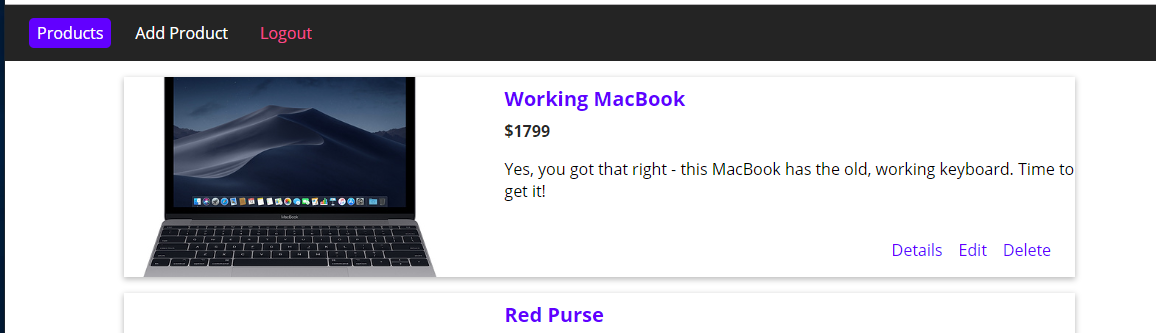 Products Add Product Logout
Working MacBook
$1799
Yes, you got that right - this MacBook has the old, working keyboard. Time to
get it!
MacBook
Details Edit Delete
Red Purse